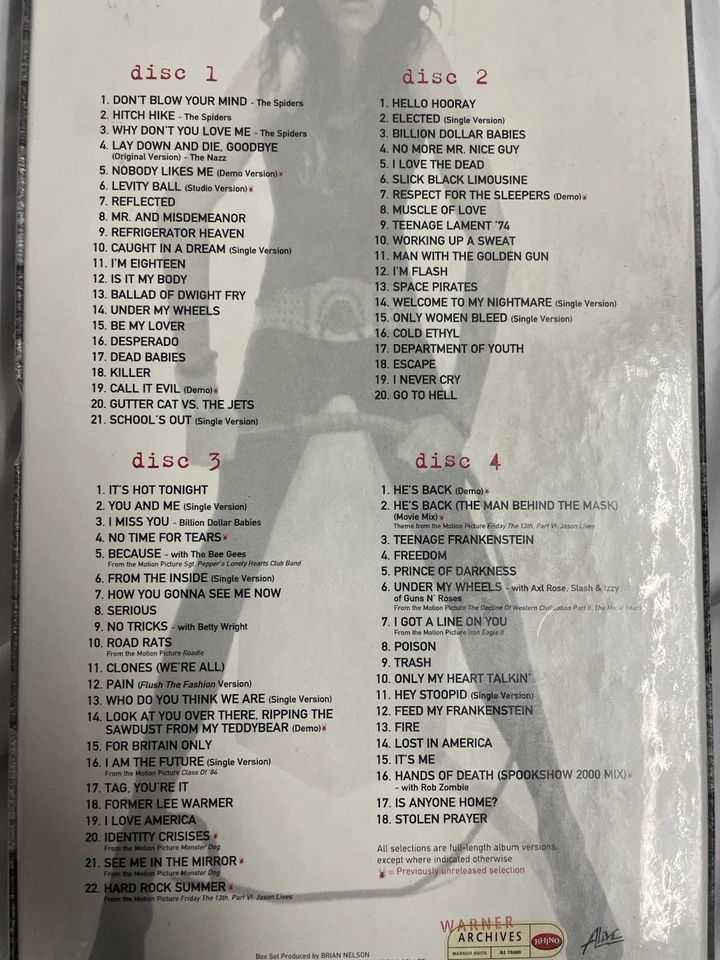 disc 1
1. DON'T BLOW YOUR MIND - The Spiders
2. HITCH HIKE - The Spiders
3. WHY DON'T YOU LOVE ME - The Spiders
4. LAY DOWN AND DIE, GOODBYE
(Original Version) - The Nazz
5. NOBODY LIKES ME (Demo Version)
6. LEVITY BALL (Studio Version)
7. REFLECTED
8. MR. AND MISDEMEANOR
9. REFRIGERATOR HEAVEN
10. CAUGHT IN A DREAM (Single Version)
11. I'M EIGHTEEN
12. IS IT MY BODY
13. BALLAD OF DWIGHT FRY
14. UNDER MY WHEELS
15. BE MY LOVER
16. DESPERADO
17. DEAD BABIES
18. KILLER
19. CALL IT EVIL (Demo)
20. GUTTER CAT VS. THE JETS
21. SCHOOL'S OUT (Single Version)
disc 2
1. HELLO HOORAY
2. ELECTED (Single Version)
3. BILLION DOLLAR BABIES
4. NO MORE MR. NICE GUY
5. I LOVE THE DEAD
6. SLICK BLACK LIMOUSINE
7. RESPECT FOR THE SLEEPERS (Demo)
8. MUSCLE OF LOVE
9. TEENAGE LAMENT '74
10. WORKING UP A SWEAT
11. MAN WITH THE GOLDEN GUN
12. I'M FLASH
13. SPACE PIRATES
14. WELCOME TO MY NIGHTMARE (Single Version)
15. ONLY WOMEN BLEED (Single Version)
16. COLD ETHYL
17. DEPARTMENT OF YOUTH
18. ESCAPE
19. I NEVER CRY
20. GO TO HELL
disc 3
1. IT'S HOT TONIGHT
2. YOU AND ME (Single Version)
3. I MISS YOU - Billion Dollar Babies
4. NO TIME FOR TEARS
5. BECAUSE - with The Bee Gees
From the Motion Picture Sgt. Pepper's Lonely Hearts Club Band
6. FROM THE INSIDE (Single Version)
7. HOW YOU GONNA SEE ME NOW
8. SERIOUS
9. NO TRICKS - with Betty Wright
10. ROAD RATS
From the Motion Picture Roadie
11. CLONES (WE'RE ALL)
12. PAIN (Flush The Fashion Version)
13. WHO DO YOU THINK WE ARE (Single Version)
14. LOOK AT YOU OVER THERE, RIPPING THE
SAWDUST FROM MY TEDDYBEAR (Demo)
15. FOR BRITAIN ONLY
16. I AM THE FUTURE (Single Version)
From the Motion Picture Class Of '84
17. TAG, YOU'RE IT
18. FORMER LEE WARMER
19. I LOVE AMERICA
20. IDENTITY CRISISES
From the Motion Picture Monster Dog
21. SEE ME IN THE MIRROR
From the Motion Picture Monster Dog
22. HARD ROCK SUMMER
From the Motion Picture Friday The 13th, Part VI: Jason Lives
disc 4
1. HE'S BACK (Demo)
2. HE'S BACK (THE MAN BEHIND THE MASK)
(Movie Mix)
Theme from the Motion Picture Friday The 13th, Part VI: Jason Lives
3. TEENAGE FRANKENSTEIN
4. FREEDOM
5. PRINCE OF DARKNESS
6. UNDER MY WHEELS - with Axl Rose, Slash & Izzy
of Guns N' Roses
From the Motion Picture The Decline Of Western Civilization Part II: The Metal Years
7. I GOT A LINE ON YOU
From the Motion Picture Iron Eagle II
8. POISON
9. TRASH
10. ONLY MY HEART TALKIN'
11. HEY STOOPID (Single Version)
12. FEED MY FRANKENSTEIN
13. FIRE
14. LOST IN AMERICA
15. IT'S ME
16. HANDS OF DEATH (SPOOKSHOW 2000 MIX)
- with Rob Zombie
17. IS ANYONE HOME?
18. STOLEN PRAYER
All selections are full-length album versions,
except where indicated otherwise
= Previously unreleased selection
WARNER
ARCHIVES
RHINO
WARNER BROS.
R2 75680
Alive
Box Set Produced by BRIAN NELSON